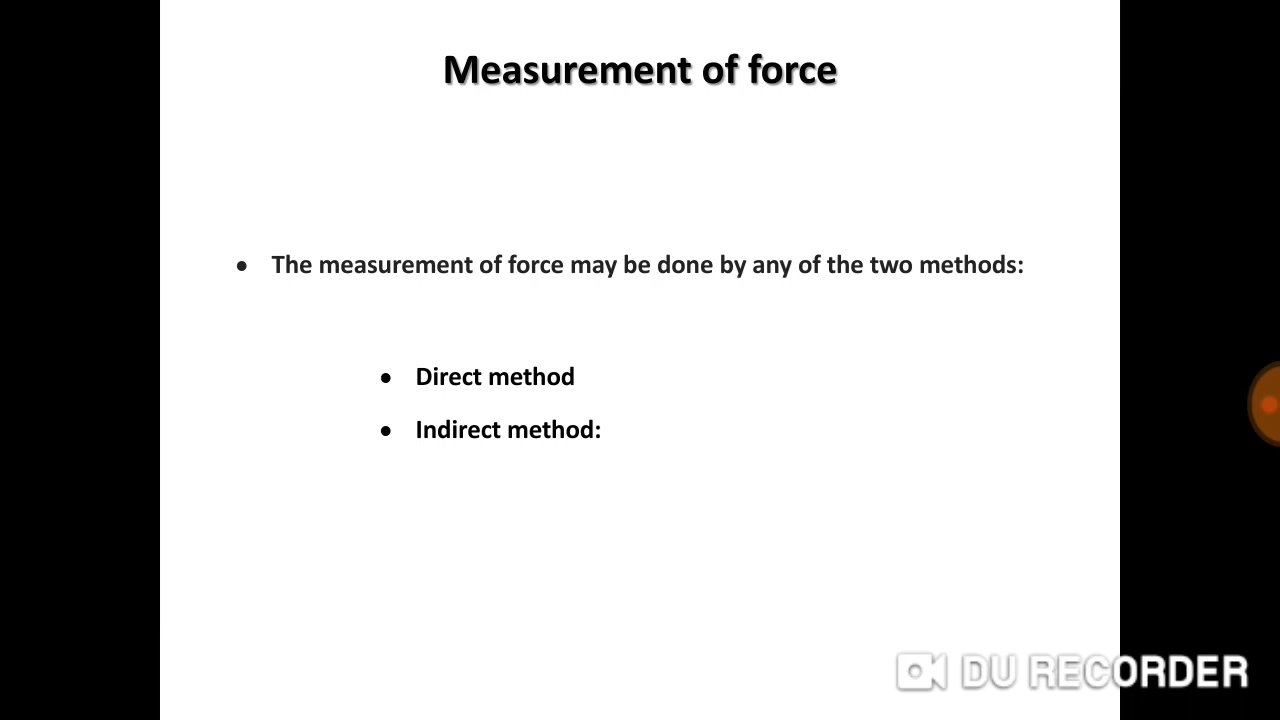 Measurement of force
• The measurement of force may be done by any of the two methods:
• Direct method
• Indirect method:
DU RECORDER